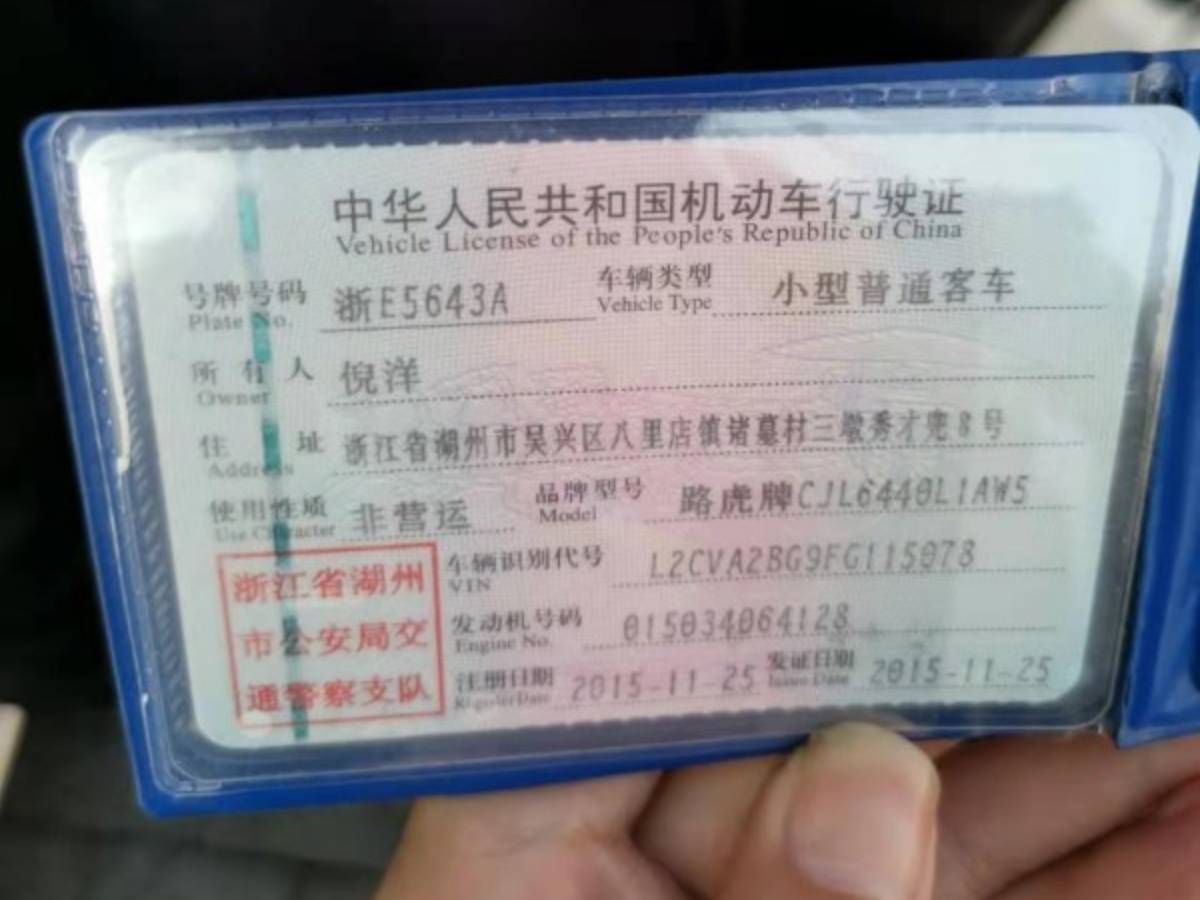 中华人民共和国机动车行驶证
Vehicle License of the People's Republic of China
号牌号码 浙E5643A 车辆类型 小型普通客车
Plate No. Vehicle Type
所有人 倪洋
Owner
住址 浙江省湖州市吴兴区八里店镇诸墓村三墩秀才兜8号
Address
使用性质 非营运 品牌型号 路虎牌CJL6440L1AW5
Use Character Model
车辆识别代号 L2CVA2BG9FG115078
VIN
发动机号码 015034064128
Engine No.
注册日期 2015-11-25 发证日期 2015-11-25
Register Date Issue Date
浙江省湖州
市公安局交
通警察支队